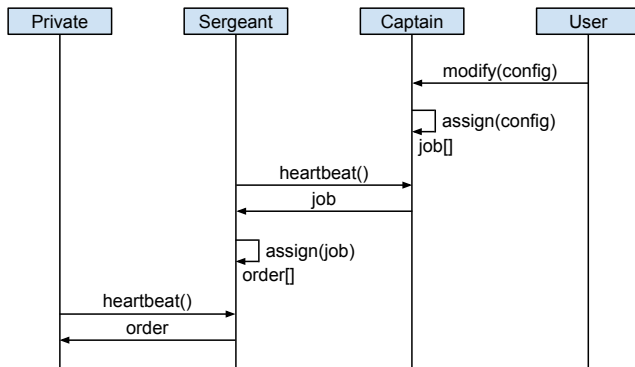 Private
Sergeant
Captain
User
modify(config)
assign(config)
job[]
heartbeat()
job
assign(job)
order[]
heartbeat()
order